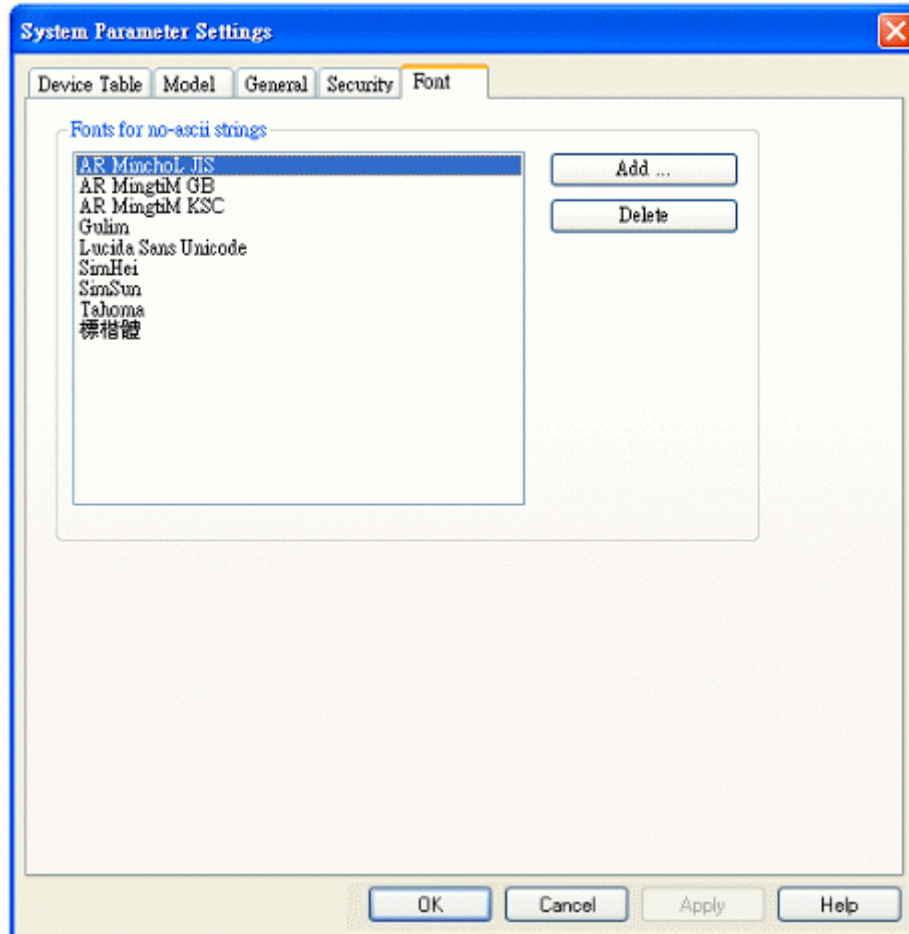 System Parameter Settings
Device Table Model General Security Font
Fonts for no-ascii strings
AR MinchoL JIS
AR MingtiM GB
AR MingtiM KSC
Gulim
Lucida Sans Unicode
SimHei
SimSun
Tahoma
標楷體
Add ...
Delete
OK Cancel Apply Help